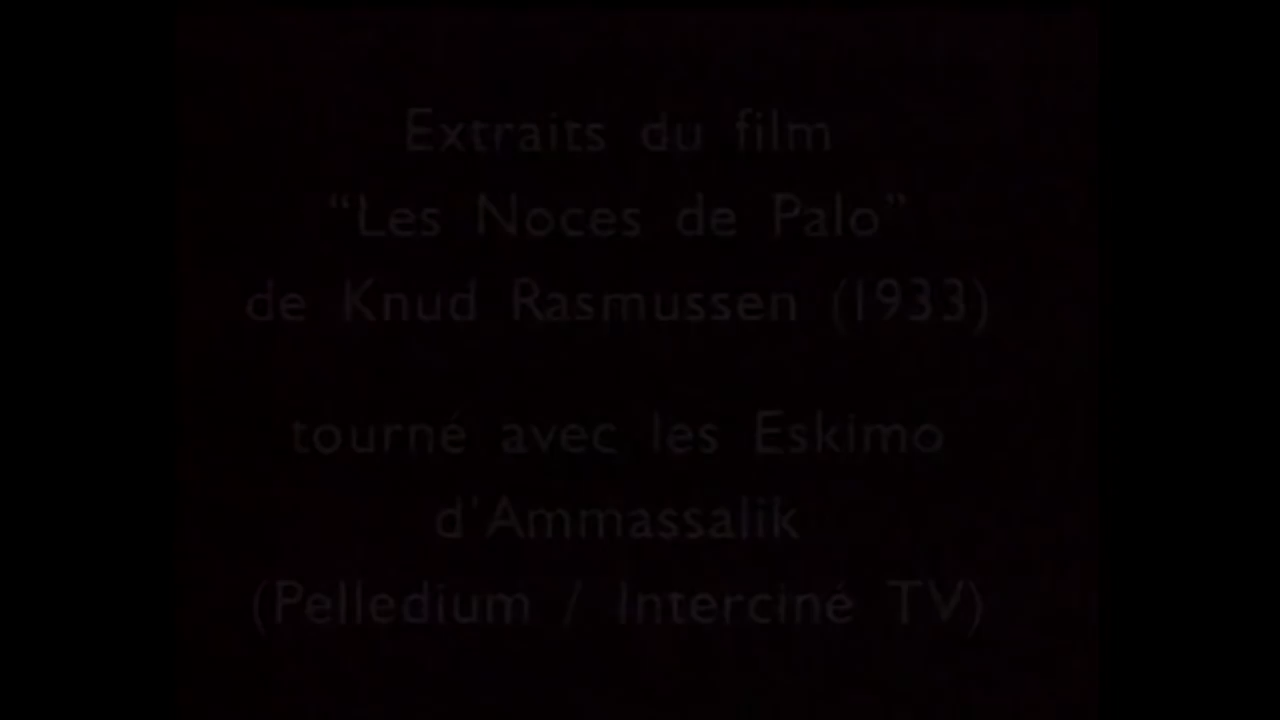 Extraits du film
“Les Noces de Palo”
de Knud Rasmussen (1933)
tourné avec les Eskimo
d'Ammassalik
(Pelledium / Interciné TV)